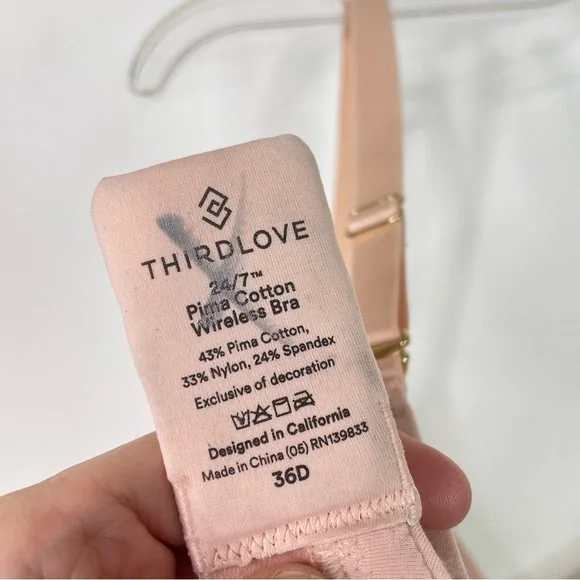 THIRDLOVE
24/7™
Pima Cotton
Wireless Bra
43% Pima Cotton,
33% Nylon, 24% Spandex
Exclusive of decoration
Designed in California
Made in China (05) RN139833
36D